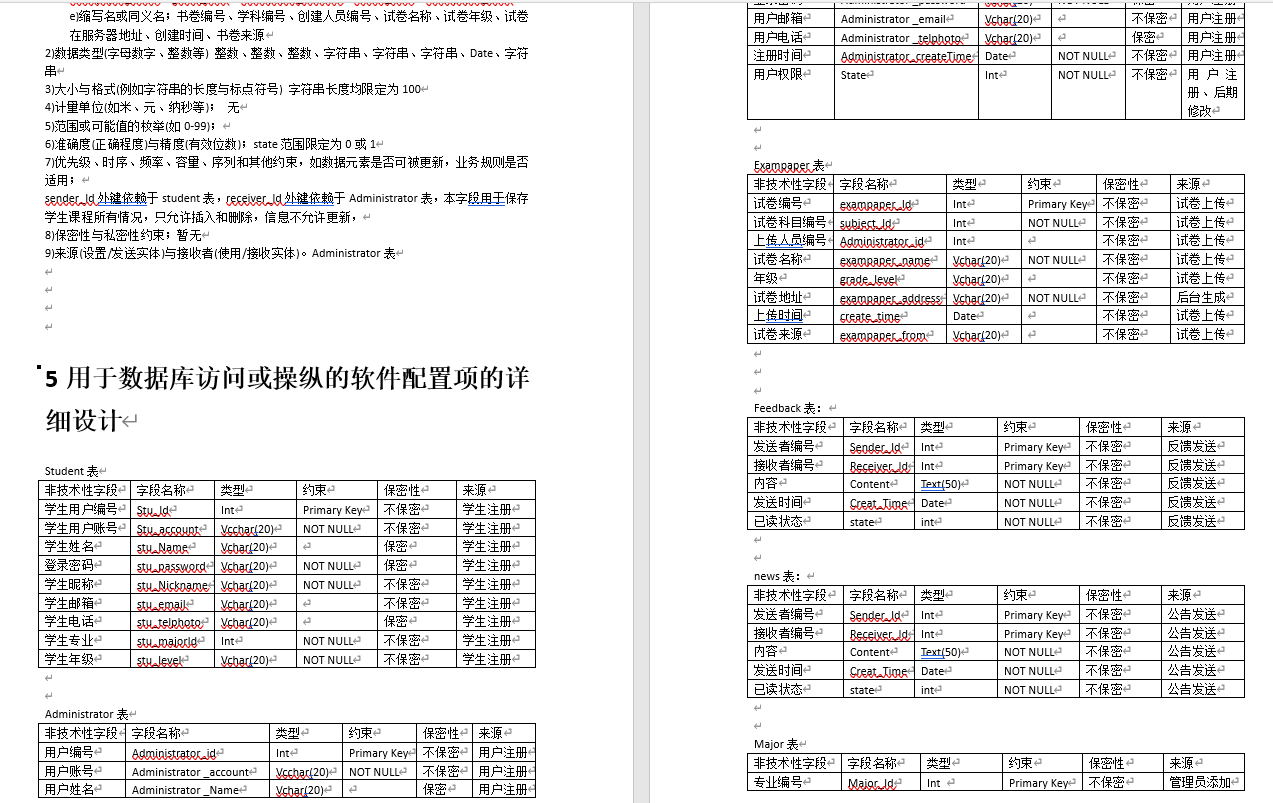 e)缩写名或同义名；书卷编号、学科编号、创建人员编号、试卷名称、试卷年级、试卷
在服务器地址、创建时间、书卷来源
2)数据类型(字母数字、整数等) 整数、整数、整数、字符串、字符串、字符串、Date、字符
串
3)大小与格式(例如字符串的长度与标点符号) 字符串长度均限定为 100
4)计量单位(如米、元、纳秒等)； 无
5)范围或可能值的枚举(如 0-99)；
6)准确度(正确程度)与精度(有效位数)；state 范围限定为 0 或 1
7)优先级、时序、频率、容量、序列和其他约束，如数据元素是否可被更新，业务规则是否
适用；
sender_Id 外建依赖于 student 表，receiver_Id 外建依赖于 Administrator 表，本字段用于保存
学生课程所有情况，只允许插入和删除，信息不允许更新，
8)保密性与私密性约束；暂无
9)来源(设置/发送实体)与接收者(使用/接收实体)。Administrator 表
5 用于数据库访问或操纵的软件配置项的详
细设计
Student 表
非技术性字段 字段名称 类型 约束 保密性 来源
学生用户编号 Stu_Id Int Primary Key 不保密 学生注册
学生用户账号 Stu_account Vcchar(20) NOT NULL 不保密 学生注册
学生姓名 stu_Name Vchar(20) 保密 学生注册
登录密码 stu_password Vchar(20) NOT NULL 保密 学生注册
学生昵称 stu_Nickname Vchar(20) NOT NULL 不保密 学生注册
学生邮箱 stu_email Vchar(20) 不保密 学生注册
学生电话 stu_telphoto Vchar(20) 保密 学生注册
学生专业 stu_majorId Int NOT NULL 不保密 学生注册
学生年级 stu_level Vchar(20) NOT NULL 不保密 学生注册
Administrator 表
非技术性字段 字段名称 类型 约束 保密性 来源
用户编号 Administrator_id Int Primary Key 不保密 用户注册
用户账号 Administrator _account Vcchar(20) NOT NULL 不保密 用户注册
用户姓名 Administrator _Name Vchar(20) 保密 用户注册
用户邮箱 Administrator _email Vchar(20) 不保密 用户注册
用户电话 Administrator _telphoto Vchar(20) 保密 用户注册
注册时间 Administrator_createTime Date NOT NULL 不保密 用户注册
用户权限 State Int NOT NULL 不保密 用户注
册、后期
修改
Exampaper 表
非技术性字段 字段名称 类型 约束 保密性 来源
试卷编号 exampaper_Id Int Primary Key 不保密 试卷上传
试卷科目编号 subject_Id Int NOT NULL 不保密 试卷上传
上传人员编号 Administrator_id Int 不保密 试卷上传
试卷名称 exampaper_name Vchar(20) NOT NULL 不保密 试卷上传
年级 grade_level Vchar(20) 不保密 试卷上传
试卷地址 exampaper_address Vchar(20) NOT NULL 不保密 后台生成
上传时间 create_time Date 不保密 试卷上传
试卷来源 exampaper_from Vchar(20) 不保密 试卷上传
Feedback 表：
非技术性字段 字段名称 类型 约束 保密性 来源
发送者编号 Sender_Id Int Primary Key 不保密 反馈发送
接收者编号 Receiver_Id Int Primary Key 不保密 反馈发送
内容 Content Text(50) NOT NULL 不保密 反馈发送
发送时间 Creat_Time Date NOT NULL 不保密 反馈发送
已读状态 state int NOT NULL 不保密 反馈发送
news 表：
非技术性字段 字段名称 类型 约束 保密性 来源
发送者编号 Sender_Id Int Primary Key 不保密 公告发送
接收者编号 Receiver_Id Int Primary Key 不保密 公告发送
内容 Content Text(50) NOT NULL 不保密 公告发送
发送时间 Creat_Time Date NOT NULL 不保密 公告发送
已读状态 state int NOT NULL 不保密 公告发送
Major 表
非技术性字段 字段名称 类型 约束 保密性 来源
专业编号 Major_Id Int Primary Key 不保密 管理员添加